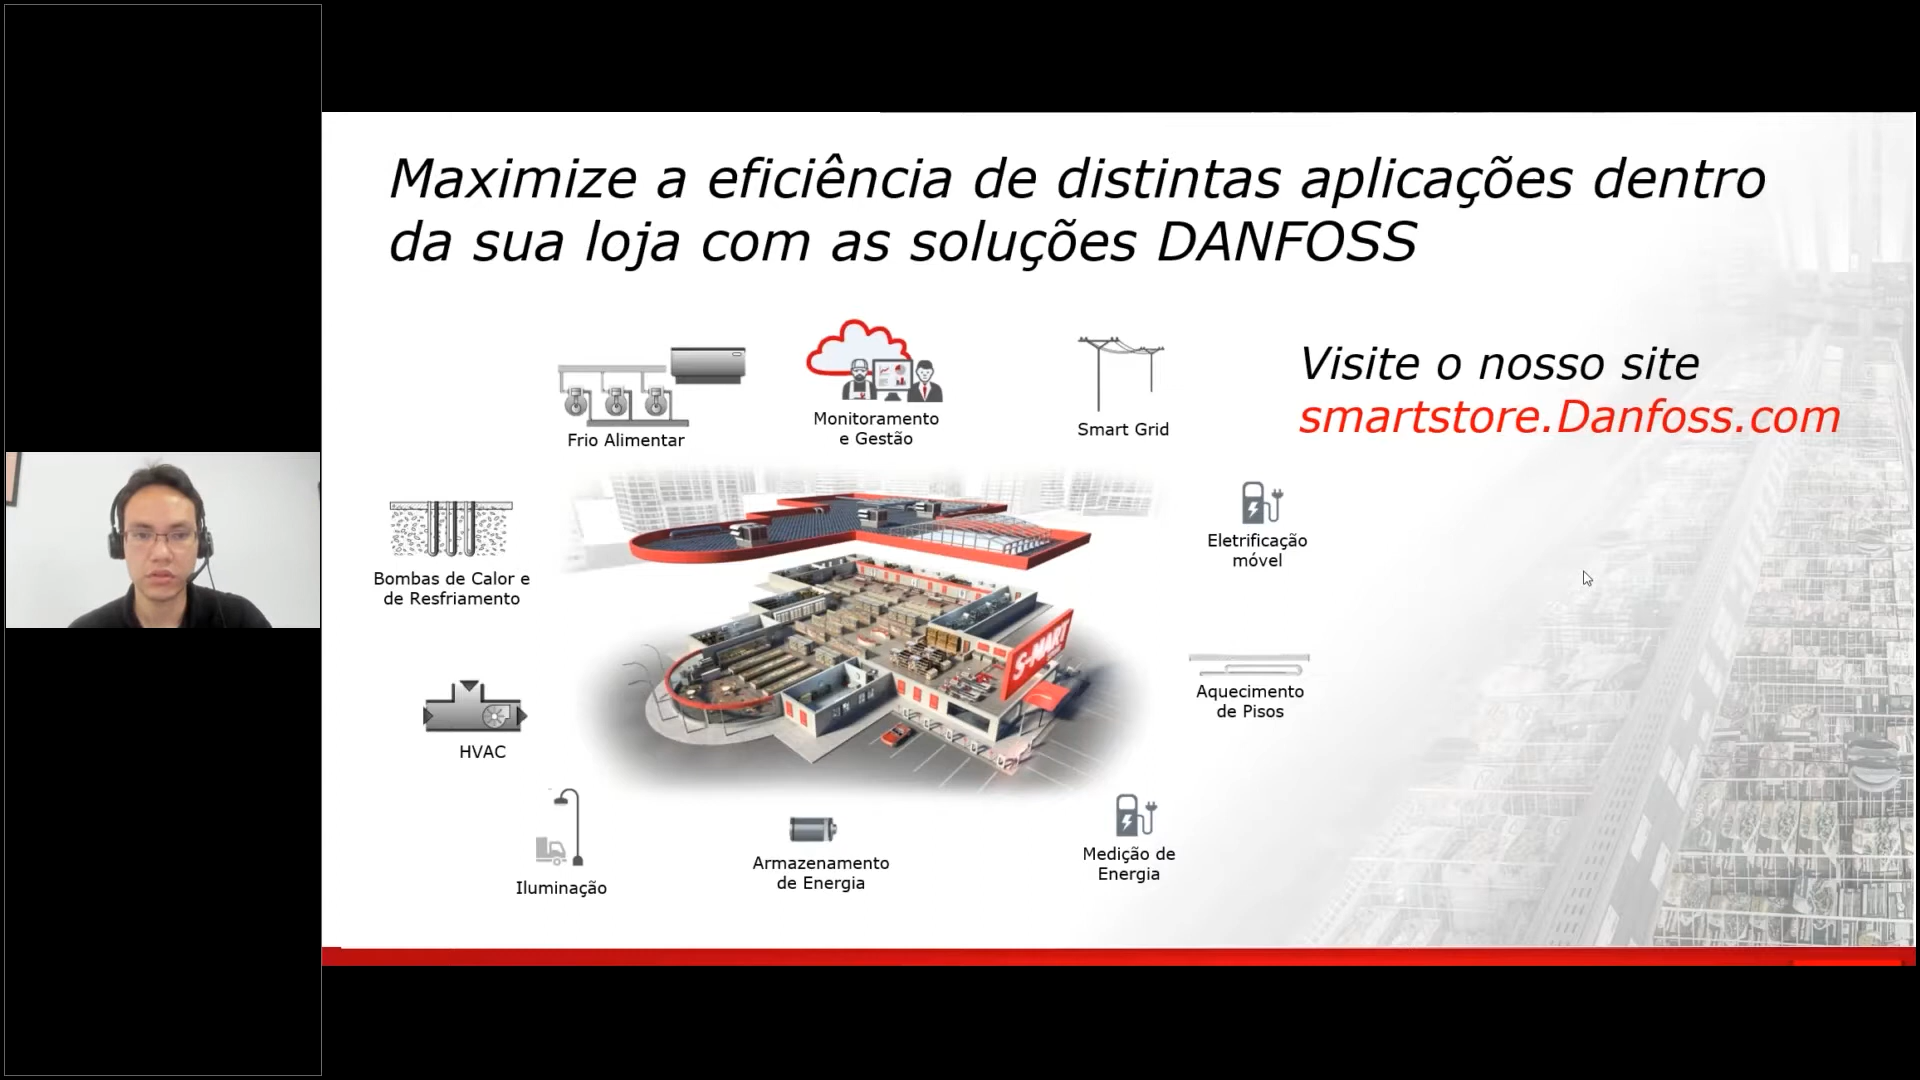 Maximize a eficiência de distintas aplicações dentro
da sua loja com as soluções DANFOSS
Visite o nosso site
smartstore.Danfoss.com
Frio Alimentar
Monitoramento
e Gestão
Smart Grid
Bombas de Calor e
de Resfriamento
Eletrificação
móvel
S-MART
Aquecimento
de Pisos
HVAC
Iluminação
Armazenamento
de Energia
Medição de
Energia